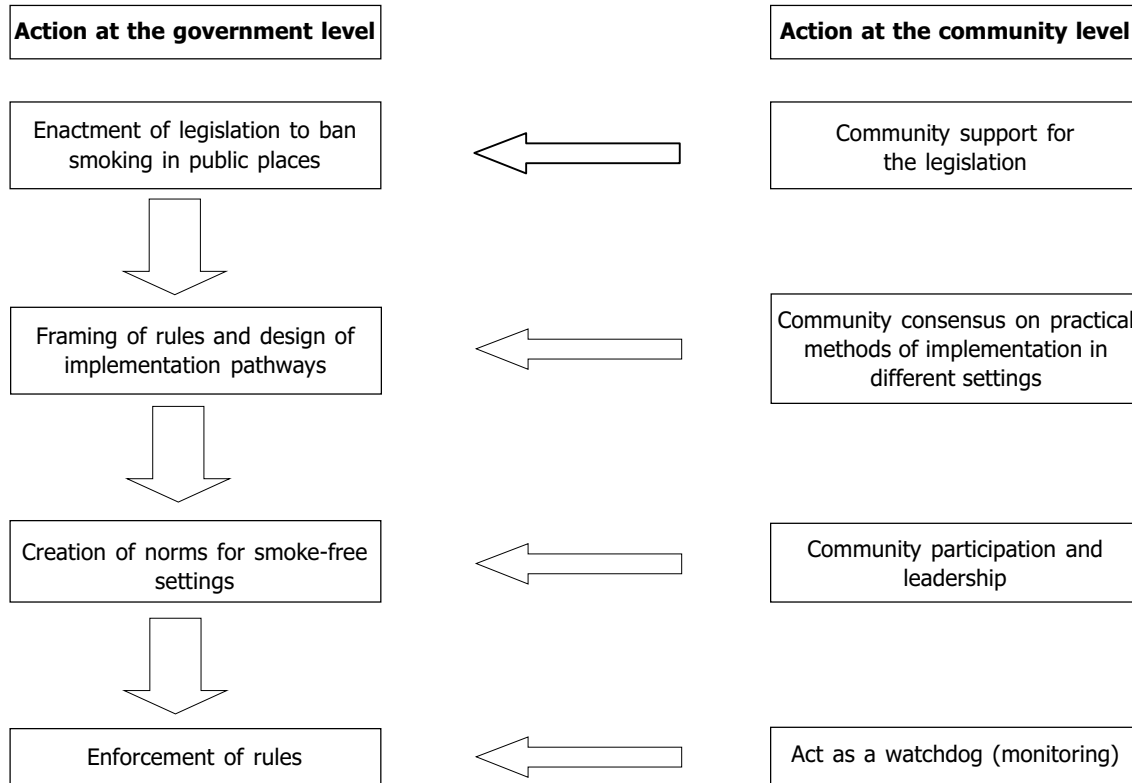 Action at the government level
Action at the community level
Enactment of legislation to ban
smoking in public places
Community support for
the legislation
Framing of rules and design of
implementation pathways
Community consensus on practical
methods of implementation in
different settings
Creation of norms for smoke-free
settings
Community participation and
leadership
Enforcement of rules
Act as a watchdog (monitoring)